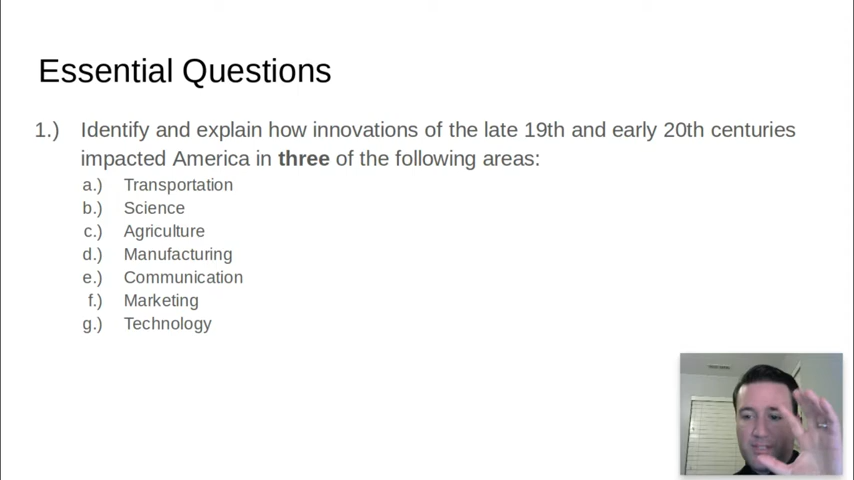 Essential Questions
1.) Identify and explain how innovations of the late 19th and early 20th centuries
impacted America in three of the following areas:
a.) Transportation
b.) Science
c.) Agriculture
d.) Manufacturing
e.) Communication
f.) Marketing
g.) Technology